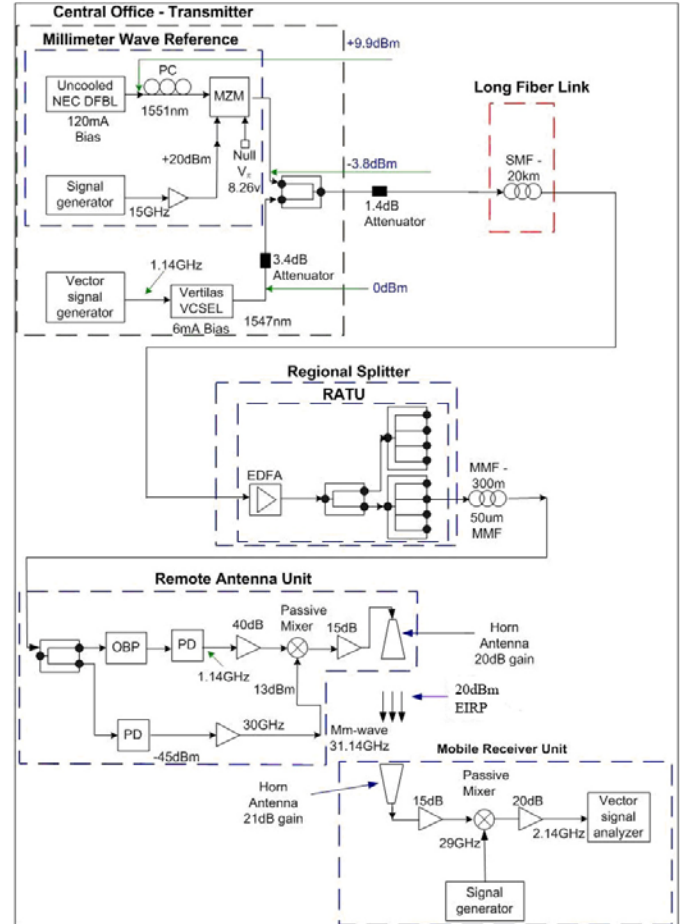 Central Office - Transmitter
Millimeter Wave Reference
+9.9dBm
PC
Uncooled
NEC DFBL
MZM
1551nm
120mA
Bias
+20dBm
Null
Vπ
8.26v
-3.8dBm
Signal
generator
15GHz
1.4dB
Attenuator
Long Fiber Link
SMF -
20km
1.14GHz
3.4dB
Attenuator
Vector
signal
generator
Vertilas
VCSEL
0dBm
6mA Bias
1547nm
Regional Splitter
RATU
EDFA
MMF -
300m
50um
MMF
Remote Antenna Unit
OBP
PD
40dB
Passive
Mixer
15dB
1.14GHz
13dBm
Horn
Antenna
20dB gain
PD
30GHz
-45dBm
Mm-wave
31.14GHz
20dBm
EIRP
Mobile Receiver Unit
Horn
Antenna
21dB gain
15dB
Passive
Mixer
20dB
29GHz
2.14GHz
Vector
signal
analyzer
Signal
generator